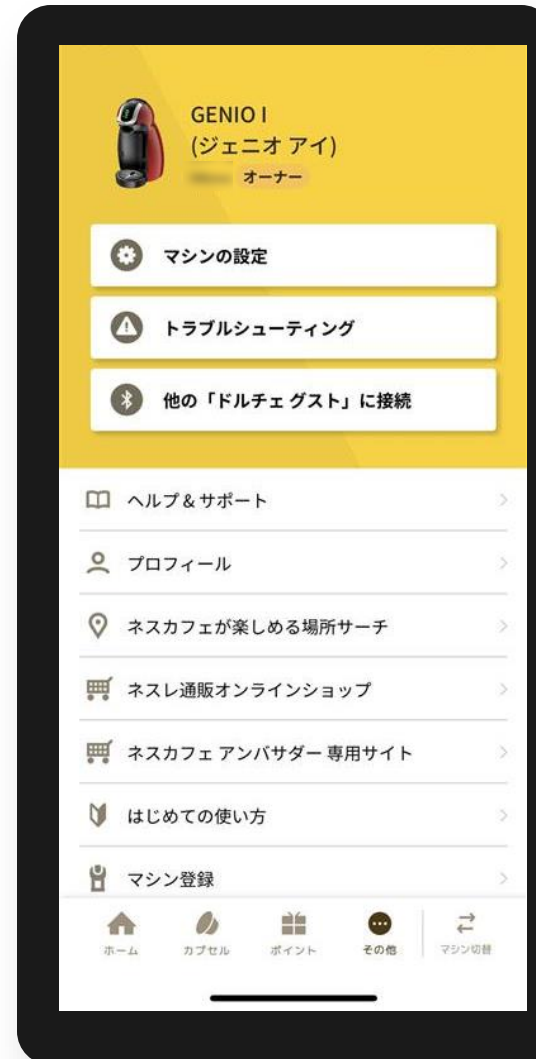 GENIO I
(ジェニオ アイ)
オーナー
マシンの設定
トラブルシューティング
他の「ドルチェ グスト」に接続
ヘルプ＆サポート
プロフィール
ネスカフェが楽しめる場所サーチ
ネスレ通販オンラインショップ
ネスカフェ アンバサダー 専用サイト
はじめての使い方
マシン登録
ホーム カプセル ポイント その他 マシン切替